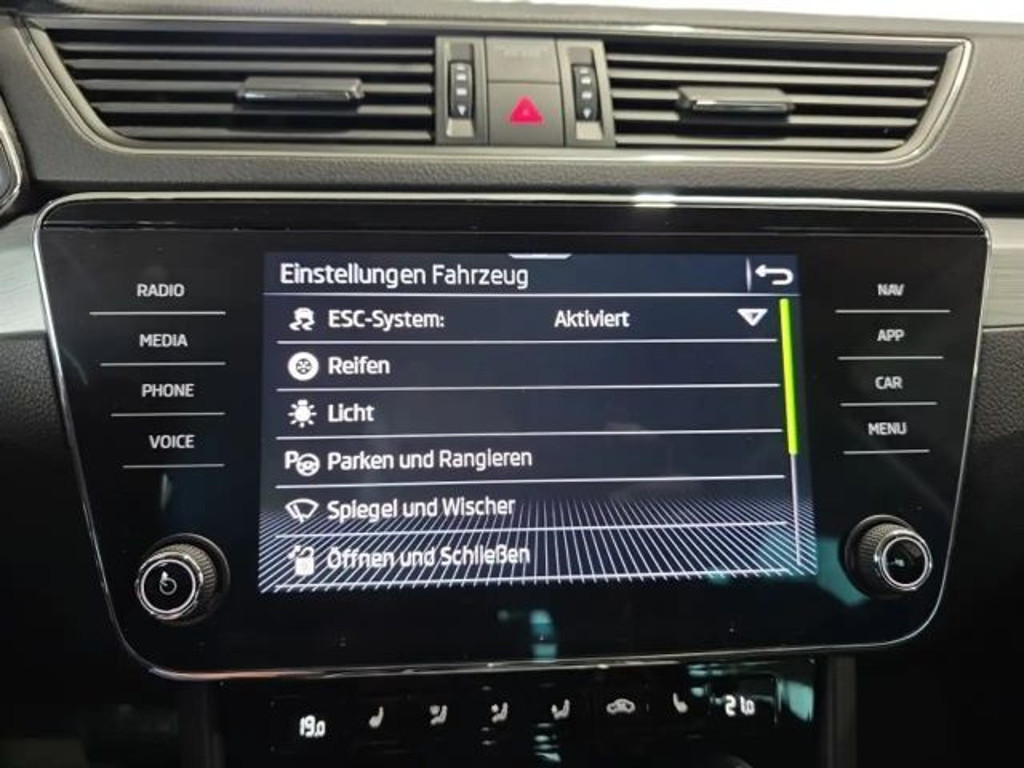 RADIO
MEDIA
PHONE
VOICE
Einstellungen Fahrzeug
ESC-System: Aktiviert
Reifen
Licht
Parken und Rangieren
Spiegel und Wischer
Öffnen und Schließen
NAV
APP
CAR
MENU
19.0
21.0